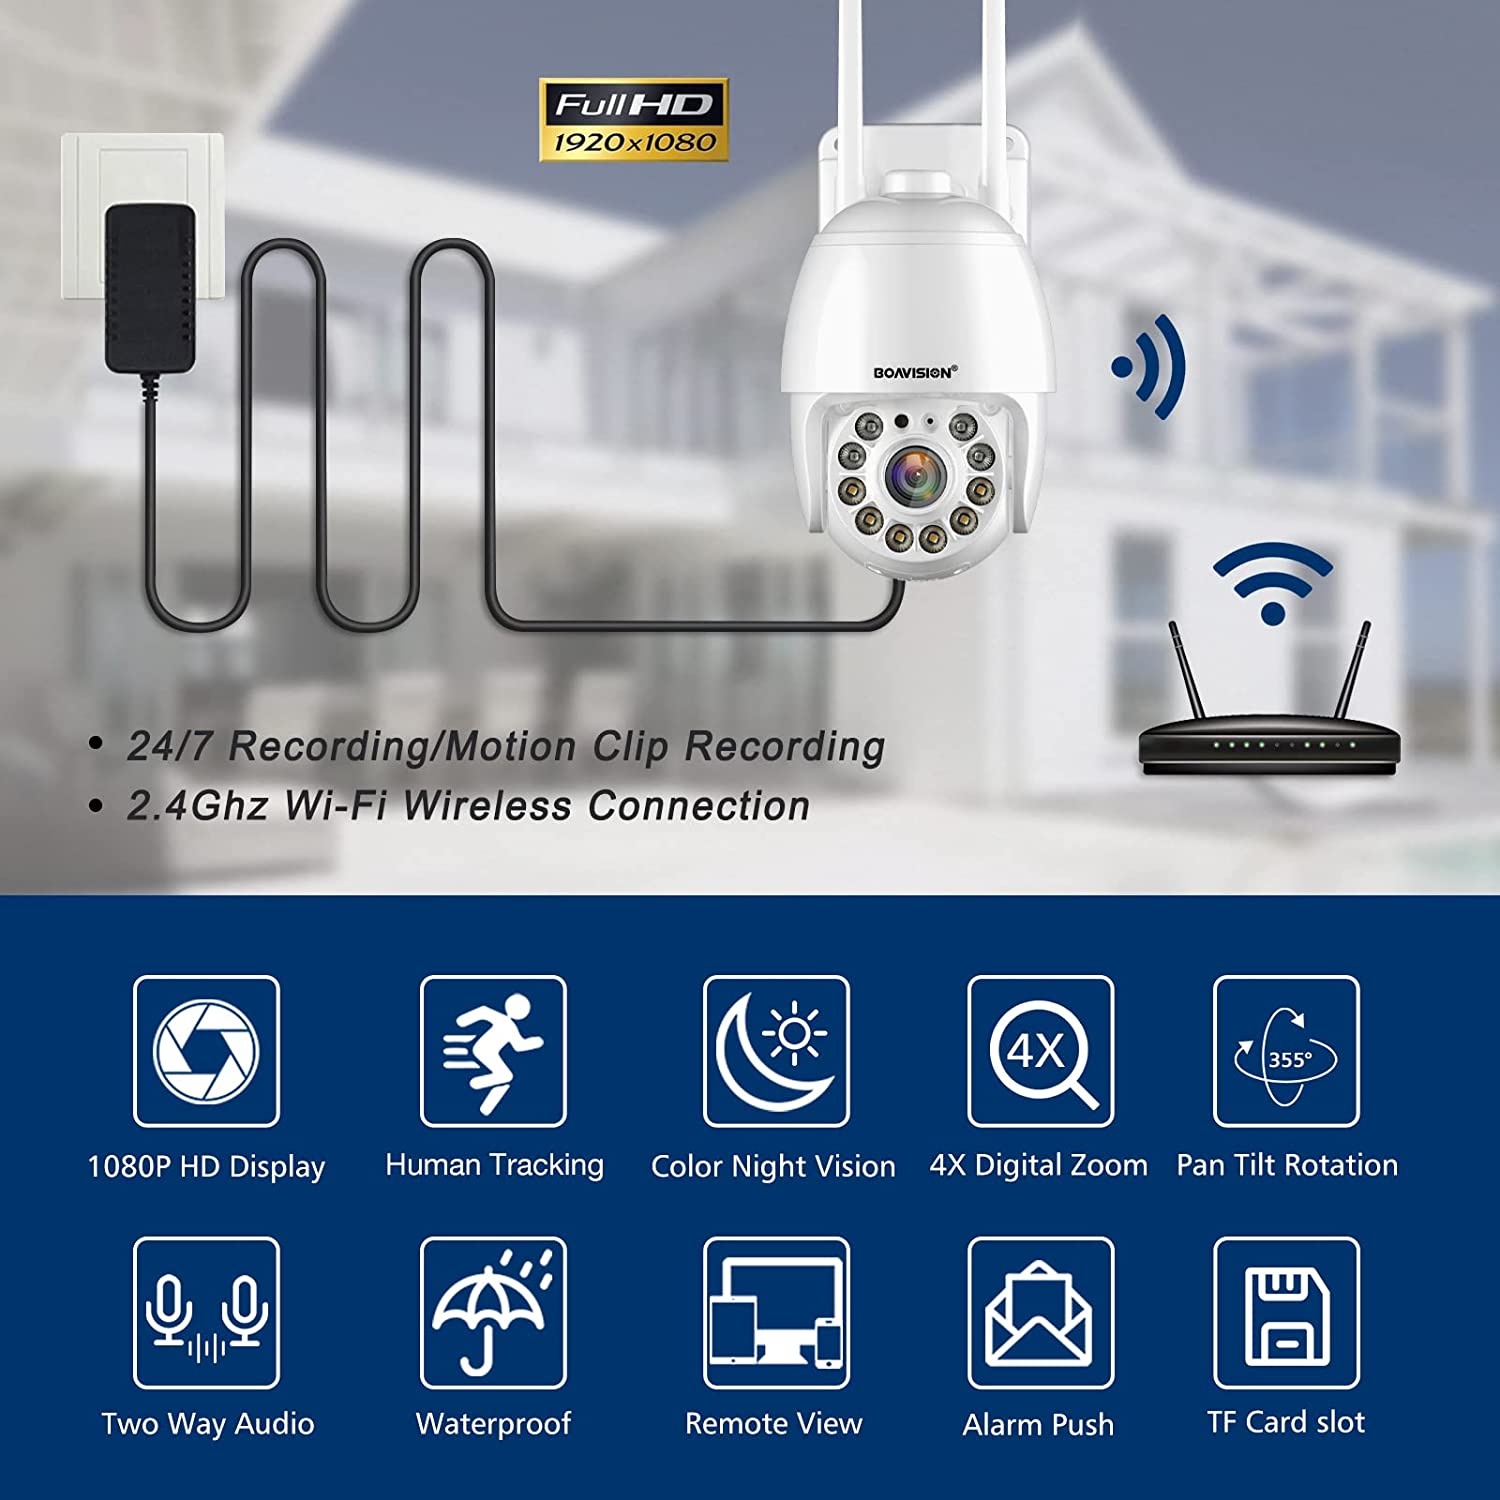 Full HD
1920x1080
BOAVISION®
• 24/7 Recording/Motion Clip Recording
• 2.4Ghz Wi-Fi Wireless Connection
4X
355°
1080P HD Display
Human Tracking
Color Night Vision
4X Digital Zoom
Pan Tilt Rotation
Two Way Audio
Waterproof
Remote View
Alarm Push
TF Card slot